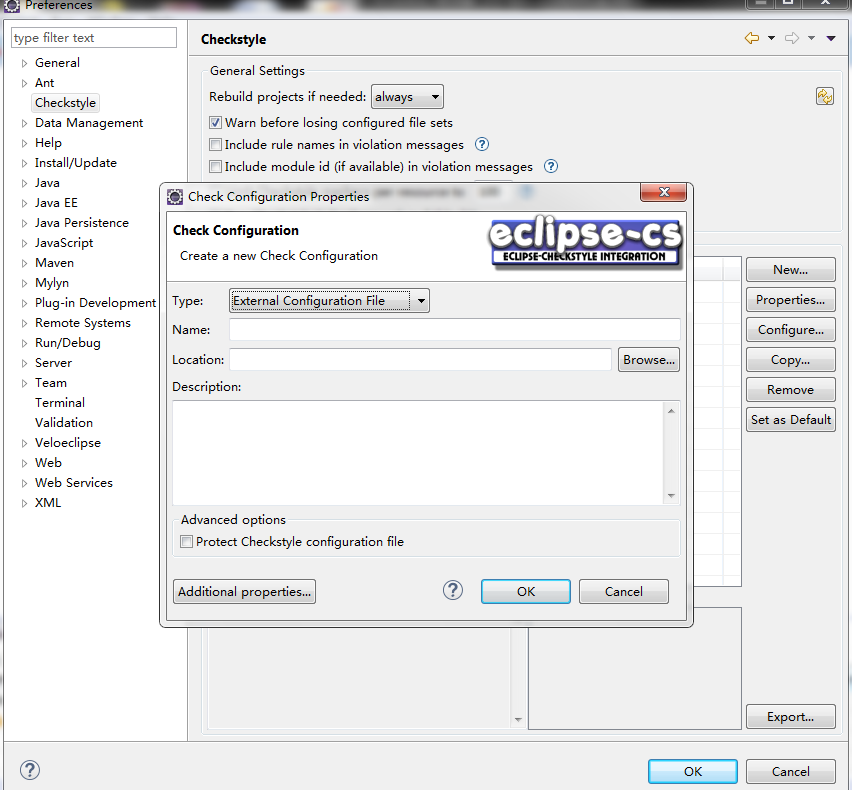 Preferences
type filter text
General
Ant
Checkstyle
Data Management
Help
Install/Update
Java
Java EE
Java Persistence
JavaScript
Maven
Mylyn
Plug-in Development
Remote Systems
Run/Debug
Server
Team
Terminal
Validation
Veloeclipse
Web
Web Services
XML
Checkstyle
General Settings
Rebuild projects if needed: always
Warn before losing configured file sets
Include rule names in violation messages
Include module id (if available) in violation messages
Check Configuration Properties
Check Configuration
Create a new Check Configuration
eclipse-cs
ECLIPSE-CHECKSTYLE INTEGRATION
Type: External Configuration File
Name:
Location: Browse...
Description:
Advanced options
Protect Checkstyle configuration file
Additional properties... OK Cancel
New...
Properties...
Configure...
Copy...
Remove
Set as Default
Export...
OK Cancel